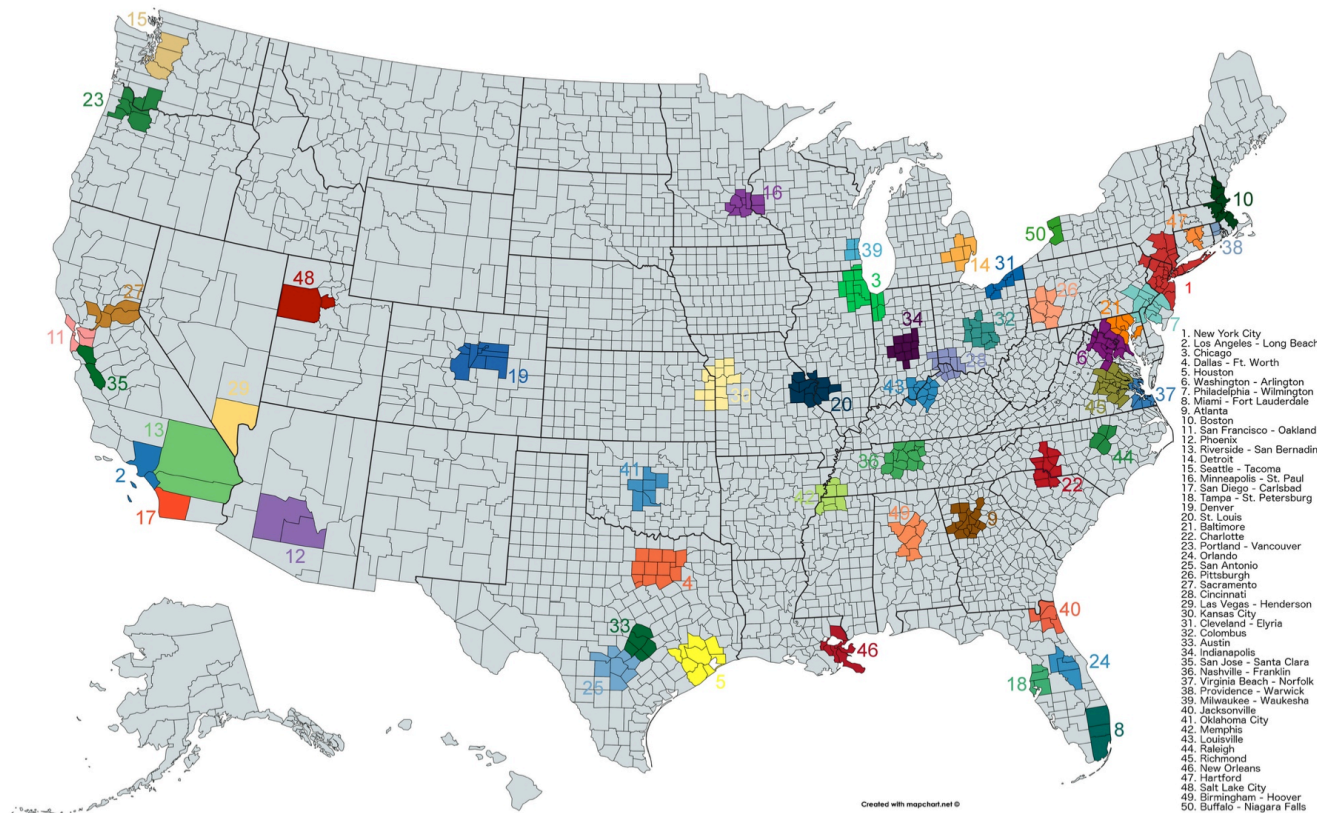 15
23
16
10
50
47
39
31
38
48
14
27
3
1
26
11
34
32
21
7
28
6
35
19
43
30
20
45
37
29
13
2
36
44
41
22
42
17
49
9
12
4
40
33
46
24
25
5
18
8
1. New York City
2. Los Angeles - Long Beach
3. Chicago
4. Dallas - Ft. Worth
5. Houston
6. Washington - Arlington
7. Philadelphia - Wilmington
8. Miami - Fort Lauderdale
9. Atlanta
10. Boston
11. San Francisco - Oakland
12. Phoenix
13. Riverside - San Bernadin
14. Detroit
15. Seattle - Tacoma
16. Minneapolis - St. Paul
17. San Diego - Carlsbad
18. Tampa - St. Petersburg
19. Denver
20. St. Louis
21. Baltimore
22. Charlotte
23. Portland - Vancouver
24. Orlando
25. San Antonio
26. Pittsburgh
27. Sacramento
28. Cincinnati
29. Las Vegas - Henderson
30. Kansas City
31. Cleveland - Elyria
32. Colombus
33. Austin
34. Indianapolis
35. San Jose - Santa Clara
36. Nashville - Franklin
37. Virginia Beach - Norfolk
38. Providence - Warwick
39. Milwaukee - Waukesha
40. Jacksonville
41. Oklahoma City
42. Memphis
43. Louisville
44. Raleigh
45. Richmond
46. New Orleans
47. Hartford
48. Salt Lake City
49. Birmingham - Hoover
50. Buffalo - Niagara Falls
Created with mapchart.net ©